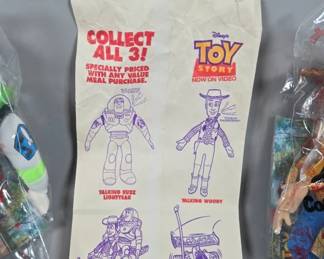 COLLECT
ALL 3!
SPECIALLY PRICED
WITH ANY VALUE
MEAL PURCHASE.
Disney's
TOY
STORY
NOW ON VIDEO
TALKING BUZZ
LIGHTYEAR
TALKING WOODY